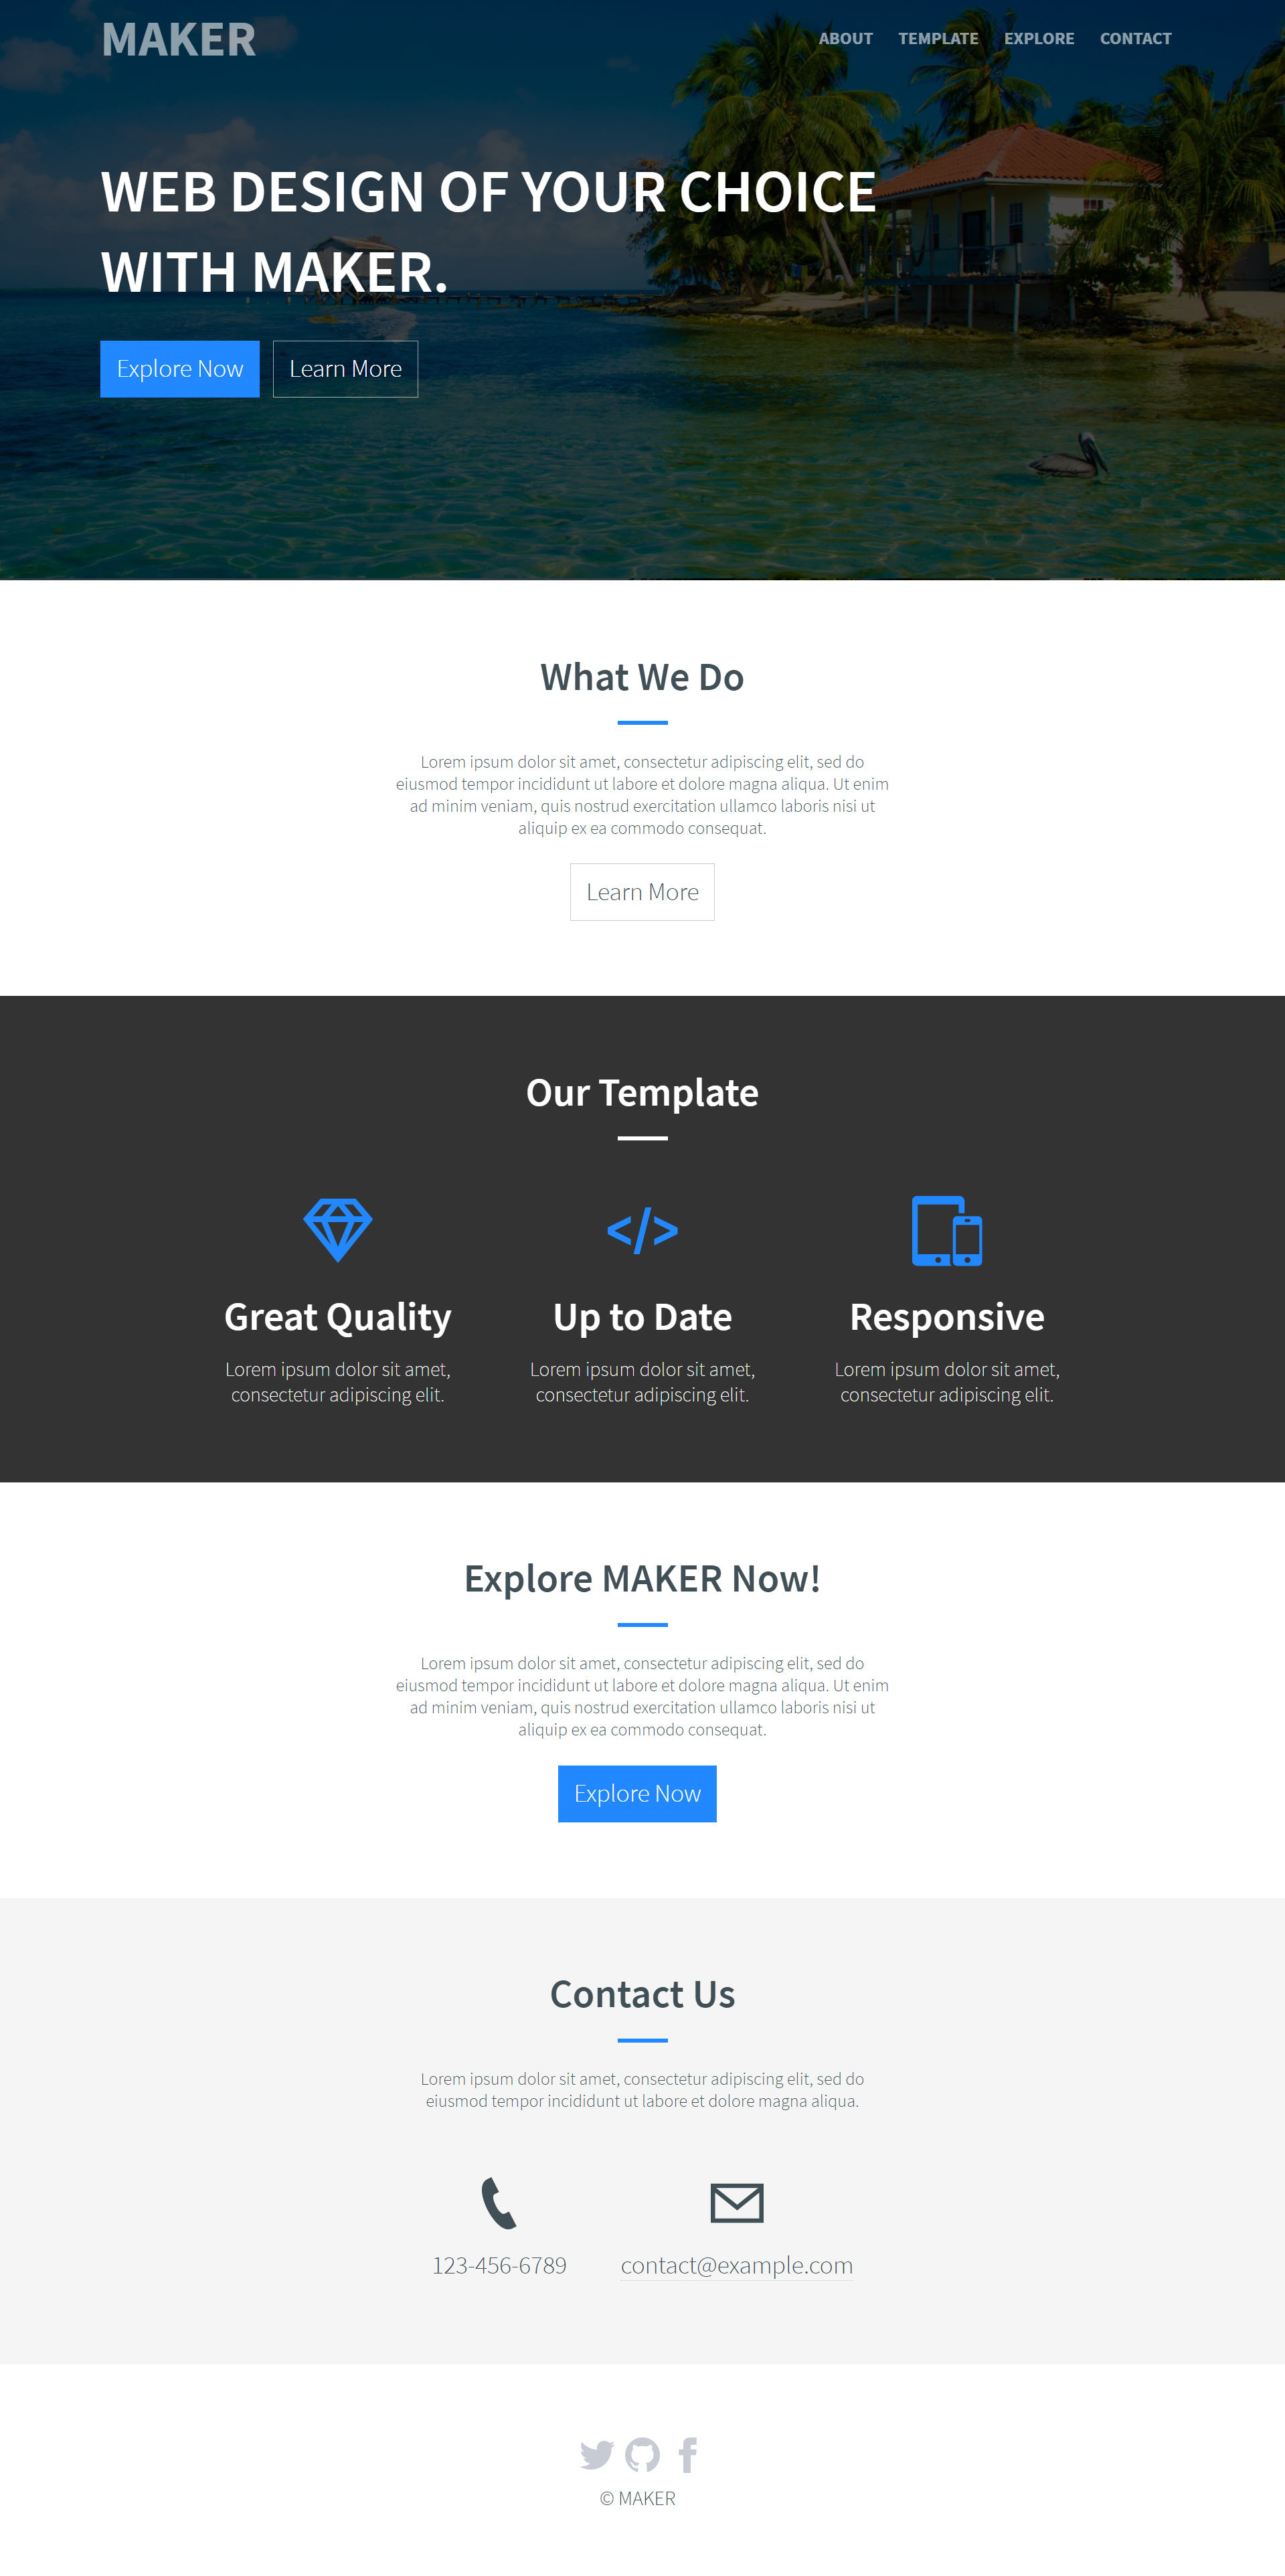 MAKER
ABOUT TEMPLATE EXPLORE CONTACT
WEB DESIGN OF YOUR CHOICE
WITH MAKER.
Explore Now Learn More
What We Do
Lorem ipsum dolor sit amet, consectetur adipiscing elit, sed do
eiusmod tempor incididunt ut labore et dolore magna aliqua. Ut enim
ad minim veniam, quis nostrud exercitation ullamco laboris nisi ut
aliquip ex ea commodo consequat.
Learn More
Our Template
</>
Great Quality
Lorem ipsum dolor sit amet,
consectetur adipiscing elit.
Up to Date
Lorem ipsum dolor sit amet,
consectetur adipiscing elit.
Responsive
Lorem ipsum dolor sit amet,
consectetur adipiscing elit.
Explore MAKER Now!
Lorem ipsum dolor sit amet, consectetur adipiscing elit, sed do
eiusmod tempor incididunt ut labore et dolore magna aliqua. Ut enim
ad minim veniam, quis nostrud exercitation ullamco laboris nisi ut
aliquip ex ea commodo consequat.
Explore Now
Contact Us
Lorem ipsum dolor sit amet, consectetur adipiscing elit, sed do
eiusmod tempor incididunt ut labore et dolore magna aliqua.
123-456-6789
contact@example.com
© MAKER